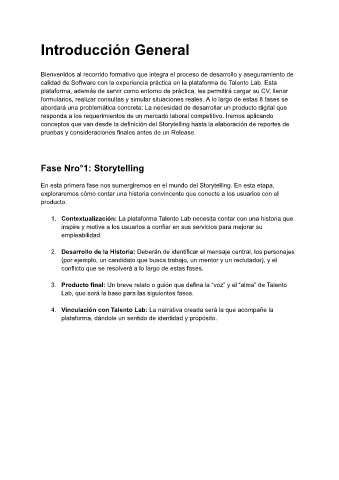 Introducción General
Bienvenidos al recorrido formativo que integra el proceso de desarrollo y aseguramiento de
calidad de Software con la experiencia práctica en la plataforma de Talento Lab. Esta
plataforma, además de servir como entorno de práctica, les permitirá cargar su CV, llenar
formularios, realizar consultas y simular situaciones reales. A lo largo de estas 8 fases se
abordará una problemática concreta: La necesidad de desarrollar un producto digital que
responda a los requerimientos de un mercado laboral competitivo. Iremos aplicando
conceptos que van desde la definición del Storytelling hasta la elaboración de reportes de
pruebas y consideraciones finales antes de un Release.
Fase Nro°1: Storytelling
En esta primera fase nos sumergiremos en el mundo del Storytelling. En esta etapa,
exploraremos cómo contar una historia convincente que conecte a los usuarios con el
producto.
1. Contextualización: La plataforma Talento Lab necesita contar con una historia que
inspire y motive a los usuarios a confiar en sus servicios para mejorar su
empleabilidad.
2. Desarrollo de la Historia: Deberán de identificar el mensaje central, los personajes
(por ejemplo, un candidato que busca trabajo, un mentor y un reclutador), y el
conflicto que se resolverá a lo largo de estas fases.
3. Producto final: Un breve relato o guión que defina la “voz” y el “alma” de Talento
Lab, que será la base para las siguientes fases.
4. Vinculación con Talento Lab: La narrativa creada será la que acompañe la
plataforma, dándole un sentido de identidad y propósito.